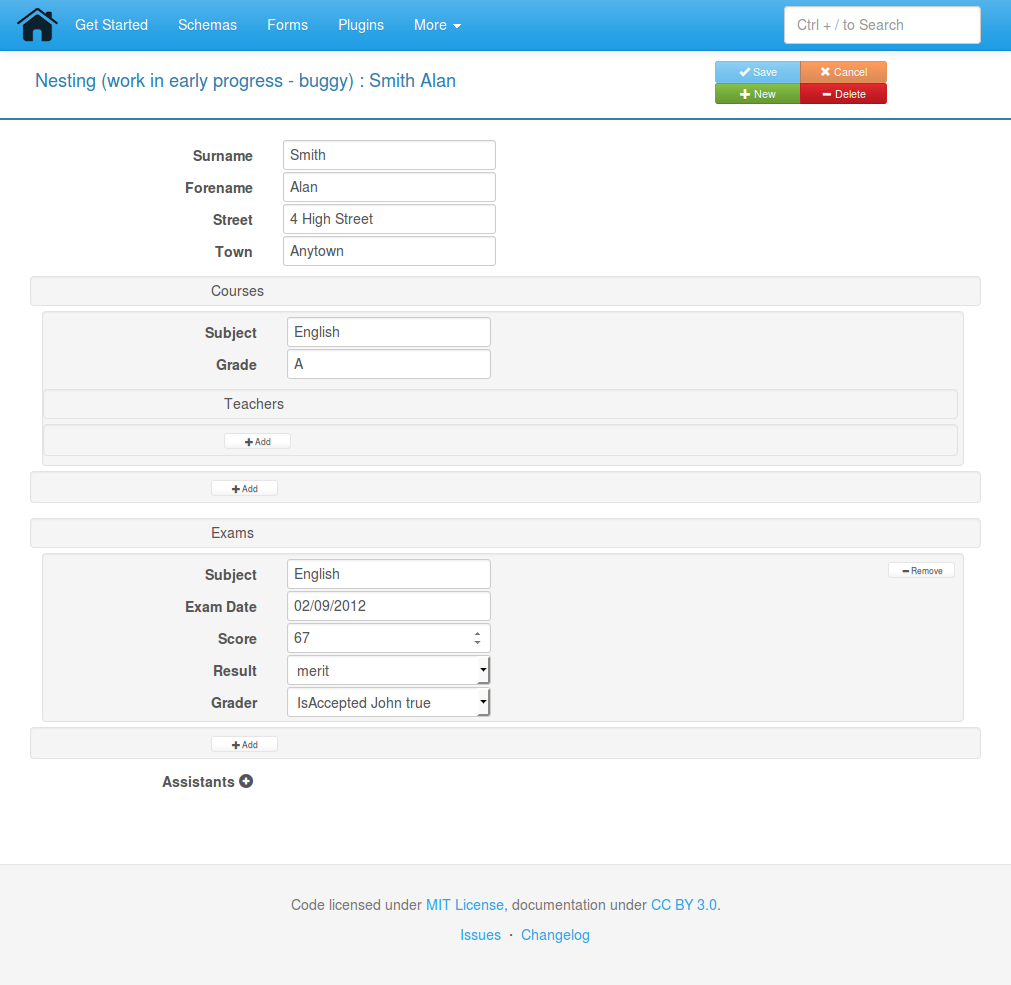 Get Started Schemas Forms Plugins More Ctrl + / to Search
Nesting (work in early progress - buggy) : Smith Alan
Save Cancel
New Delete
Surname Smith
Forename Alan
Street 4 High Street
Town Anytown
Courses
Subject English
Grade A
Teachers
Add
Add
Exams
Subject English Remove
Exam Date 02/09/2012
Score 67
Result merit
Grader IsAccepted John true
Add
Assistants
Code licensed under MIT License, documentation under CC BY 3.0.
Issues · Changelog